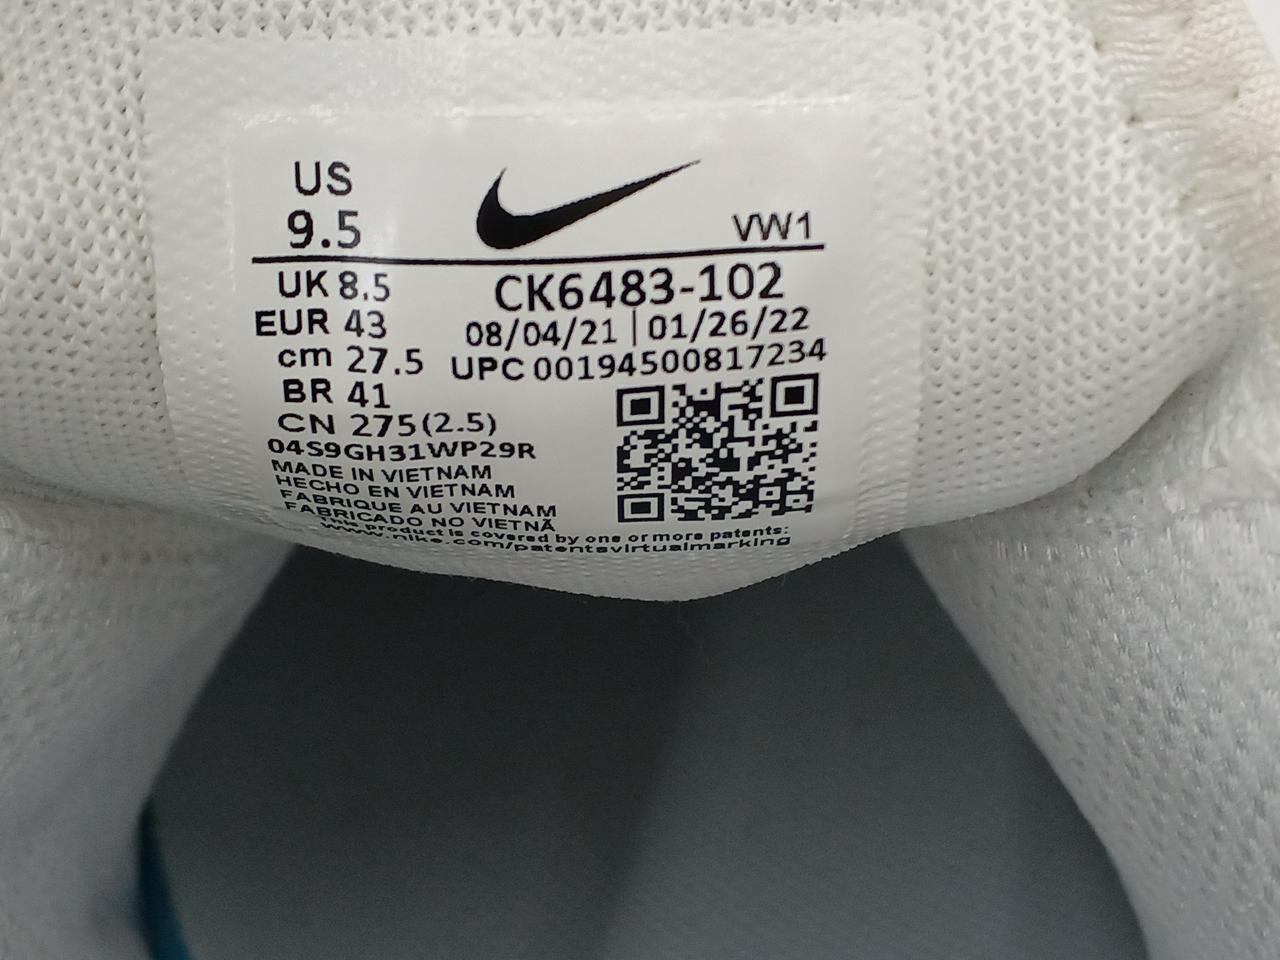 US
9.5
VW1
UK 8.5
CK6483-102
EUR 43
08/04/21 | 01/26/22
cm 27.5
UPC 00194500817234
BR 41
CN 275(2.5)
04S9GH31WP29R
MADE IN VIETNAM
HECHO EN VIETNAM
FABRIQUE AU VIETNAM
FABRICADO NO VIETNÃ
This product is covered by one or more patents:
www.nike.com/patentsvirtualmarking